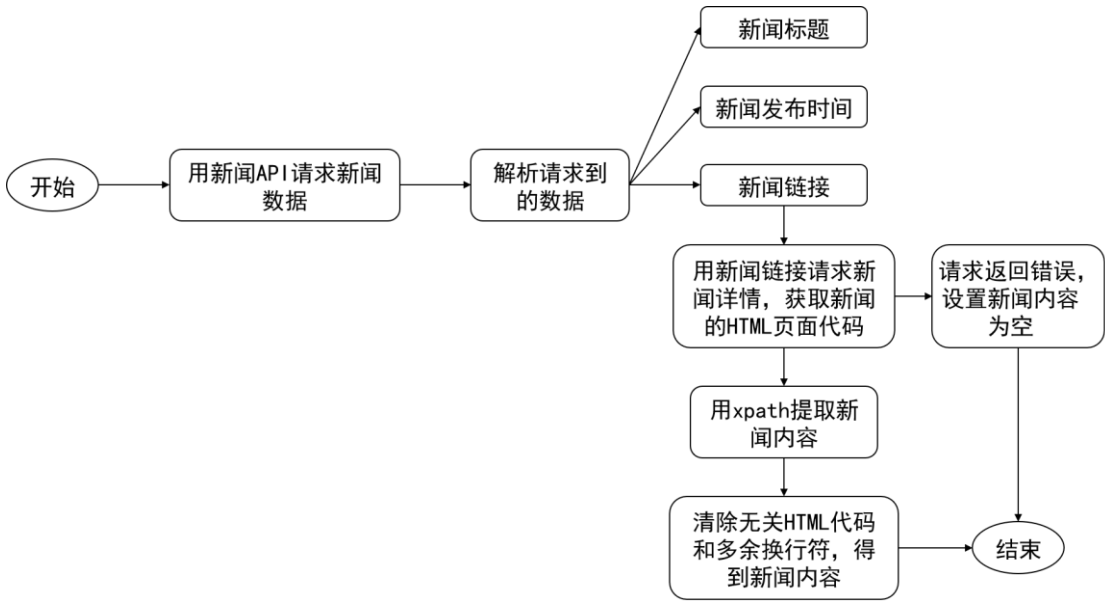 开始
用新闻API请求新闻
数据
解析请求到
的数据
新闻标题
新闻发布时间
新闻链接
用新闻链接请求新
闻详情，获取新闻
的HTML页面代码
请求返回错误，
设置新闻内容
为空
用xpath提取新
闻内容
清除无关HTML代码
和多余换行符，得
到新闻内容
结束